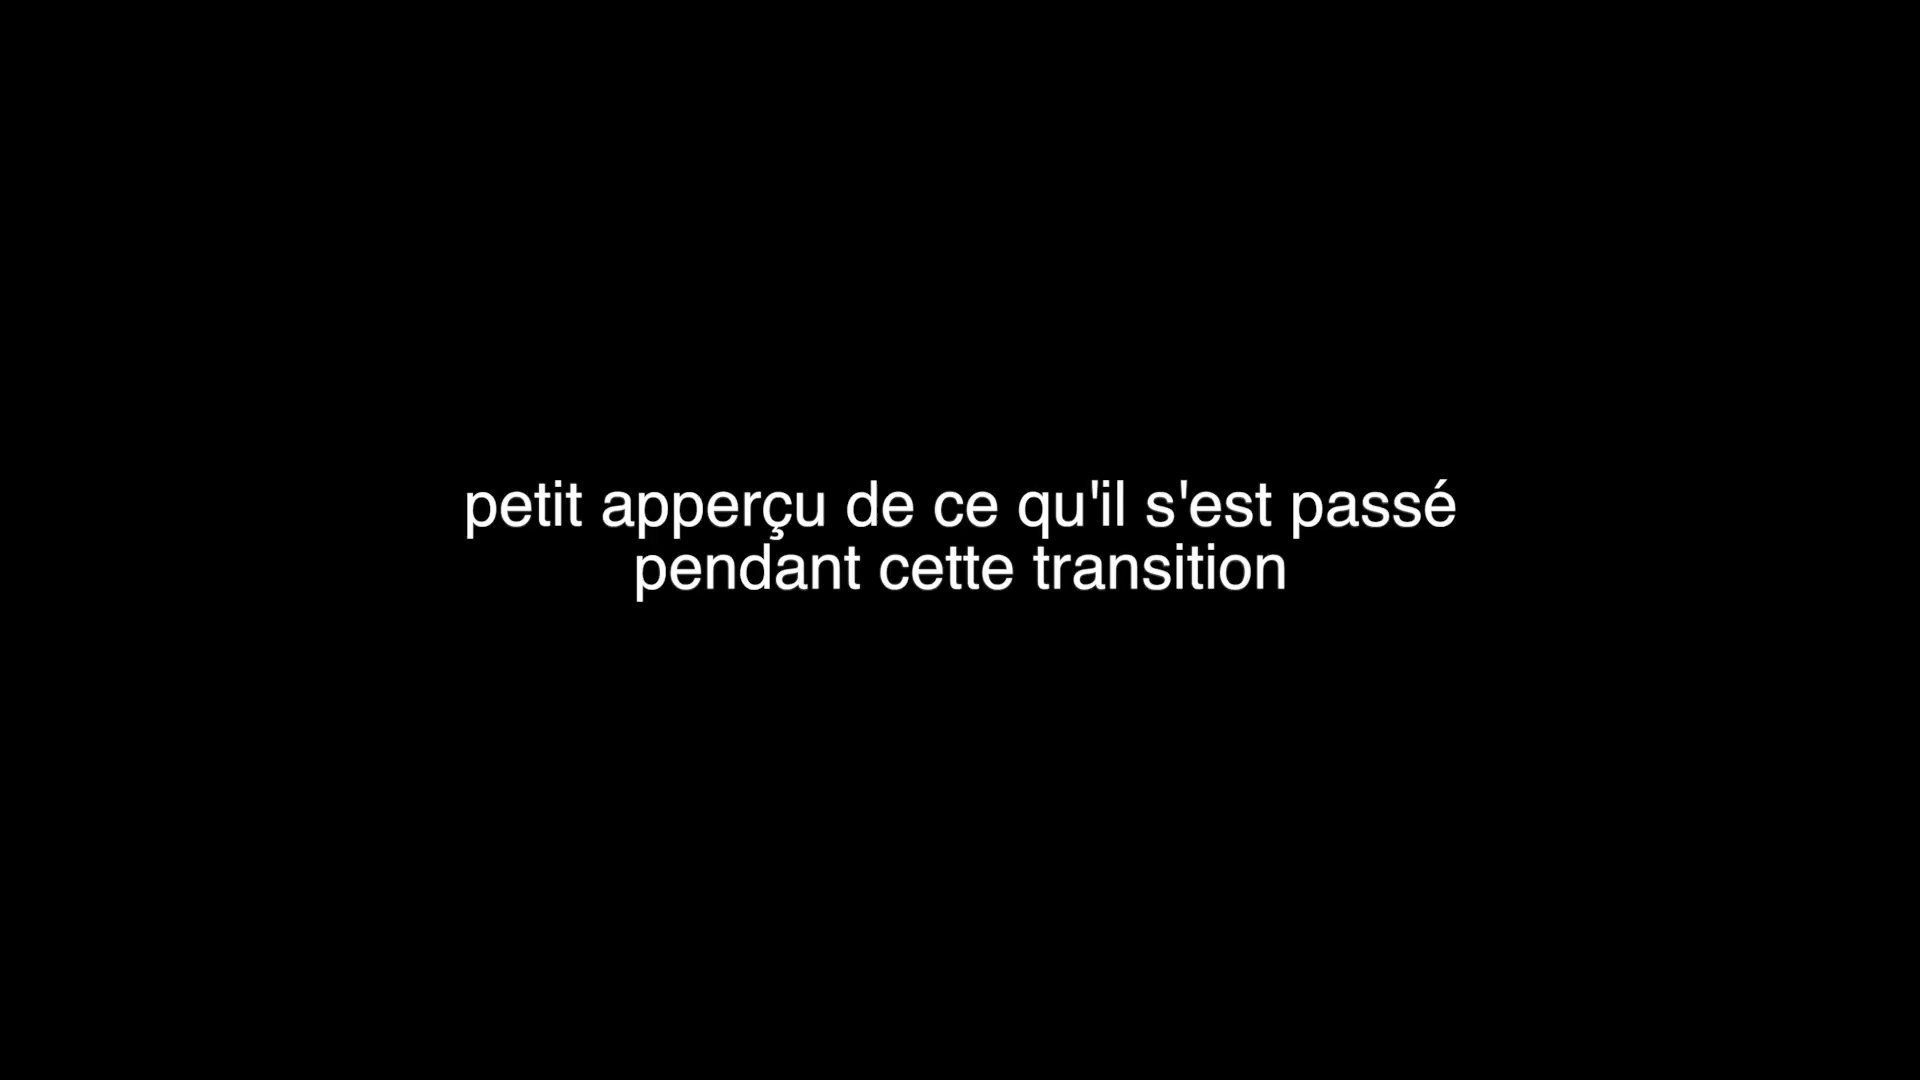 petit apperçu de ce qu'il s'est passé
pendant cette transition